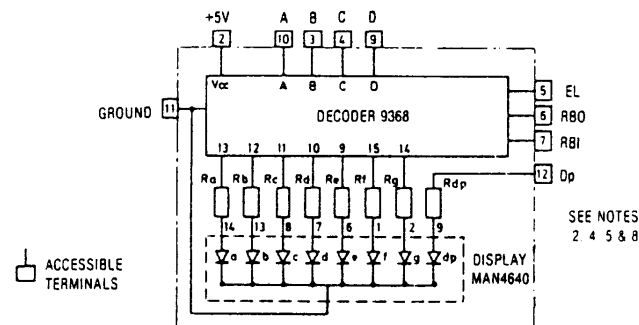 +5V A B C D
2 10 3 4 9
Vcc A B C D
GROUND 11
DECODER 9368
5 EL
6 RBO
7 RBI
13 12 11 10 9 15 14
12 Dp
Ra Rb Rc Rd Re Rf Rg Rdp
14 13 8 7 6 1 2 9
a b c d e f g dp
SEE NOTES
2 4 5 & 8
DISPLAY
MAN4640
ACCESSIBLE
TERMINALS